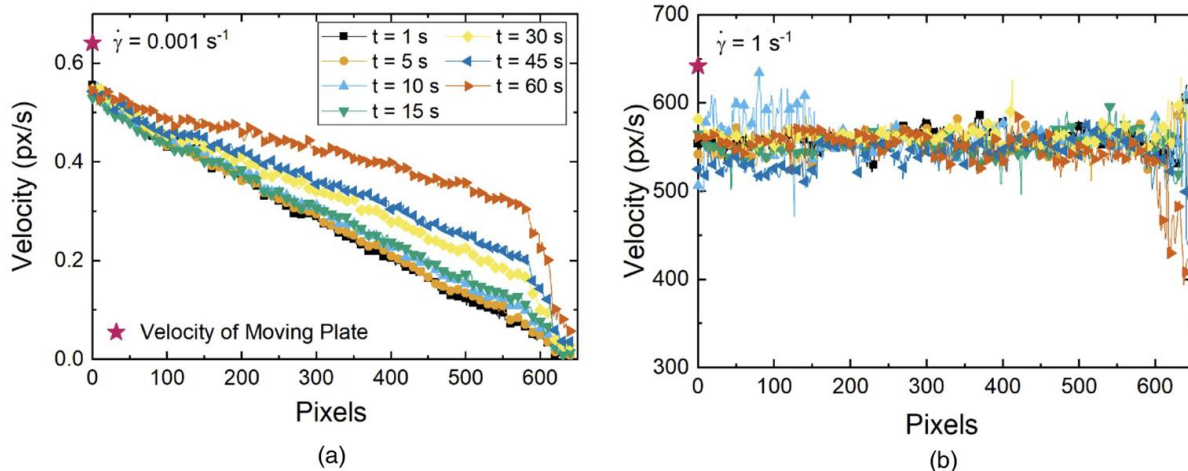 γ̇ = 0.001 s⁻¹
t = 1 s
t = 5 s
t = 10 s
t = 15 s
t = 30 s
t = 45 s
t = 60 s
Velocity of Moving Plate
Velocity (px/s)
0.6
0.4
0.2
0.0
0 100 200 300 400 500 600
Pixels
(a)
γ̇ = 1 s⁻¹
Velocity (px/s)
700
600
500
400
300
0 100 200 300 400 500 600
Pixels
(b)